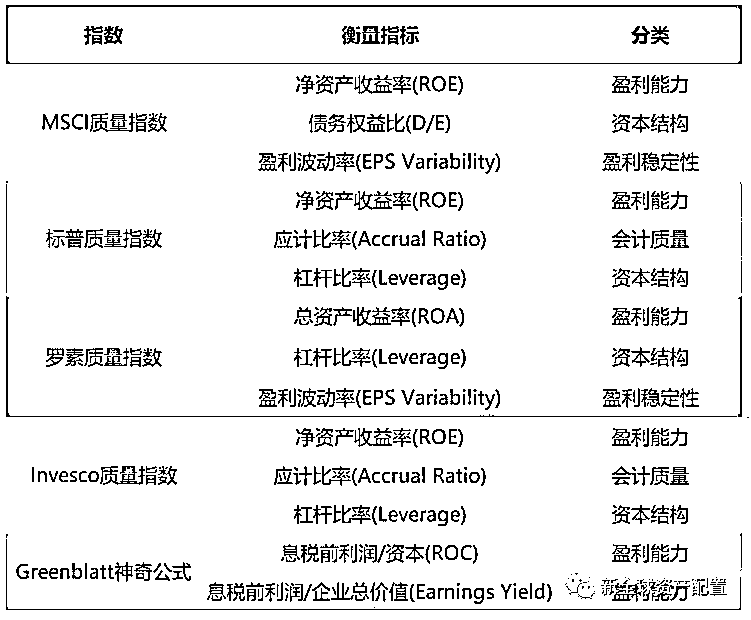 指数 衡量指标 分类
净资产收益率(ROE) 盈利能力
MSCI质量指数 债务权益比(D/E) 资本结构
盈利波动率(EPS Variability) 盈利稳定性
净资产收益率(ROE) 盈利能力
标普质量指数 应计比率(Accrual Ratio) 会计质量
杠杆比率(Leverage) 资本结构
总资产收益率(ROA) 盈利能力
罗素质量指数 杠杆比率(Leverage) 资本结构
盈利波动率(EPS Variability) 盈利稳定性
净资产收益率(ROE) 盈利能力
Invesco质量指数 应计比率(Accrual Ratio) 会计质量
杠杆比率(Leverage) 资本结构
息税前利润/资本(ROC) 盈利能力
Greenblatt神奇公式
息税前利润/企业总价值(Earnings Yield) 盈利能力
新全球资产配置